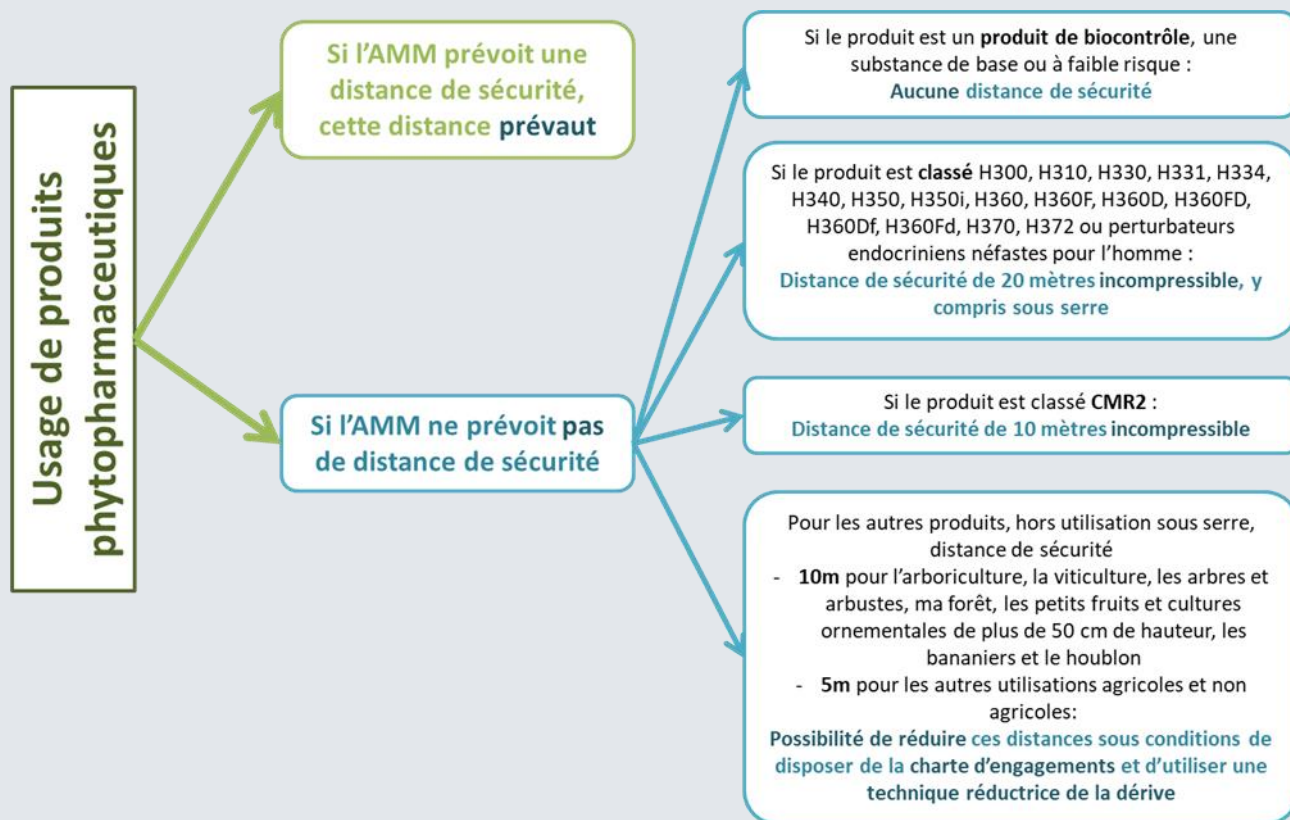 Usage de produits
phytopharmaceutiques
Si l’AMM prévoit une
distance de sécurité,
cette distance prévaut
Si l’AMM ne prévoit pas
de distance de sécurité
Si le produit est un produit de biocontrôle, une
substance de base ou à faible risque :
Aucune distance de sécurité
Si le produit est classé H300, H310, H330, H331, H334,
H340, H350, H350i, H360, H360F, H360D, H360FD,
H360Df, H360Fd, H370, H372 ou perturbateurs
endocriniens néfastes pour l’homme :
Distance de sécurité de 20 mètres incompressible, y
compris sous serre
Si le produit est classé CMR2 :
Distance de sécurité de 10 mètres incompressible
Pour les autres produits, hors utilisation sous serre,
distance de sécurité
- 10m pour l’arboriculture, la viticulture, les arbres et
arbustes, ma forêt, les petits fruits et cultures
ornementales de plus de 50 cm de hauteur, les
bananiers et le houblon
- 5m pour les autres utilisations agricoles et non
agricoles:
Possibilité de réduire ces distances sous conditions de
disposer de la charte d’engagements et d’utiliser une
technique réductrice de la dérive